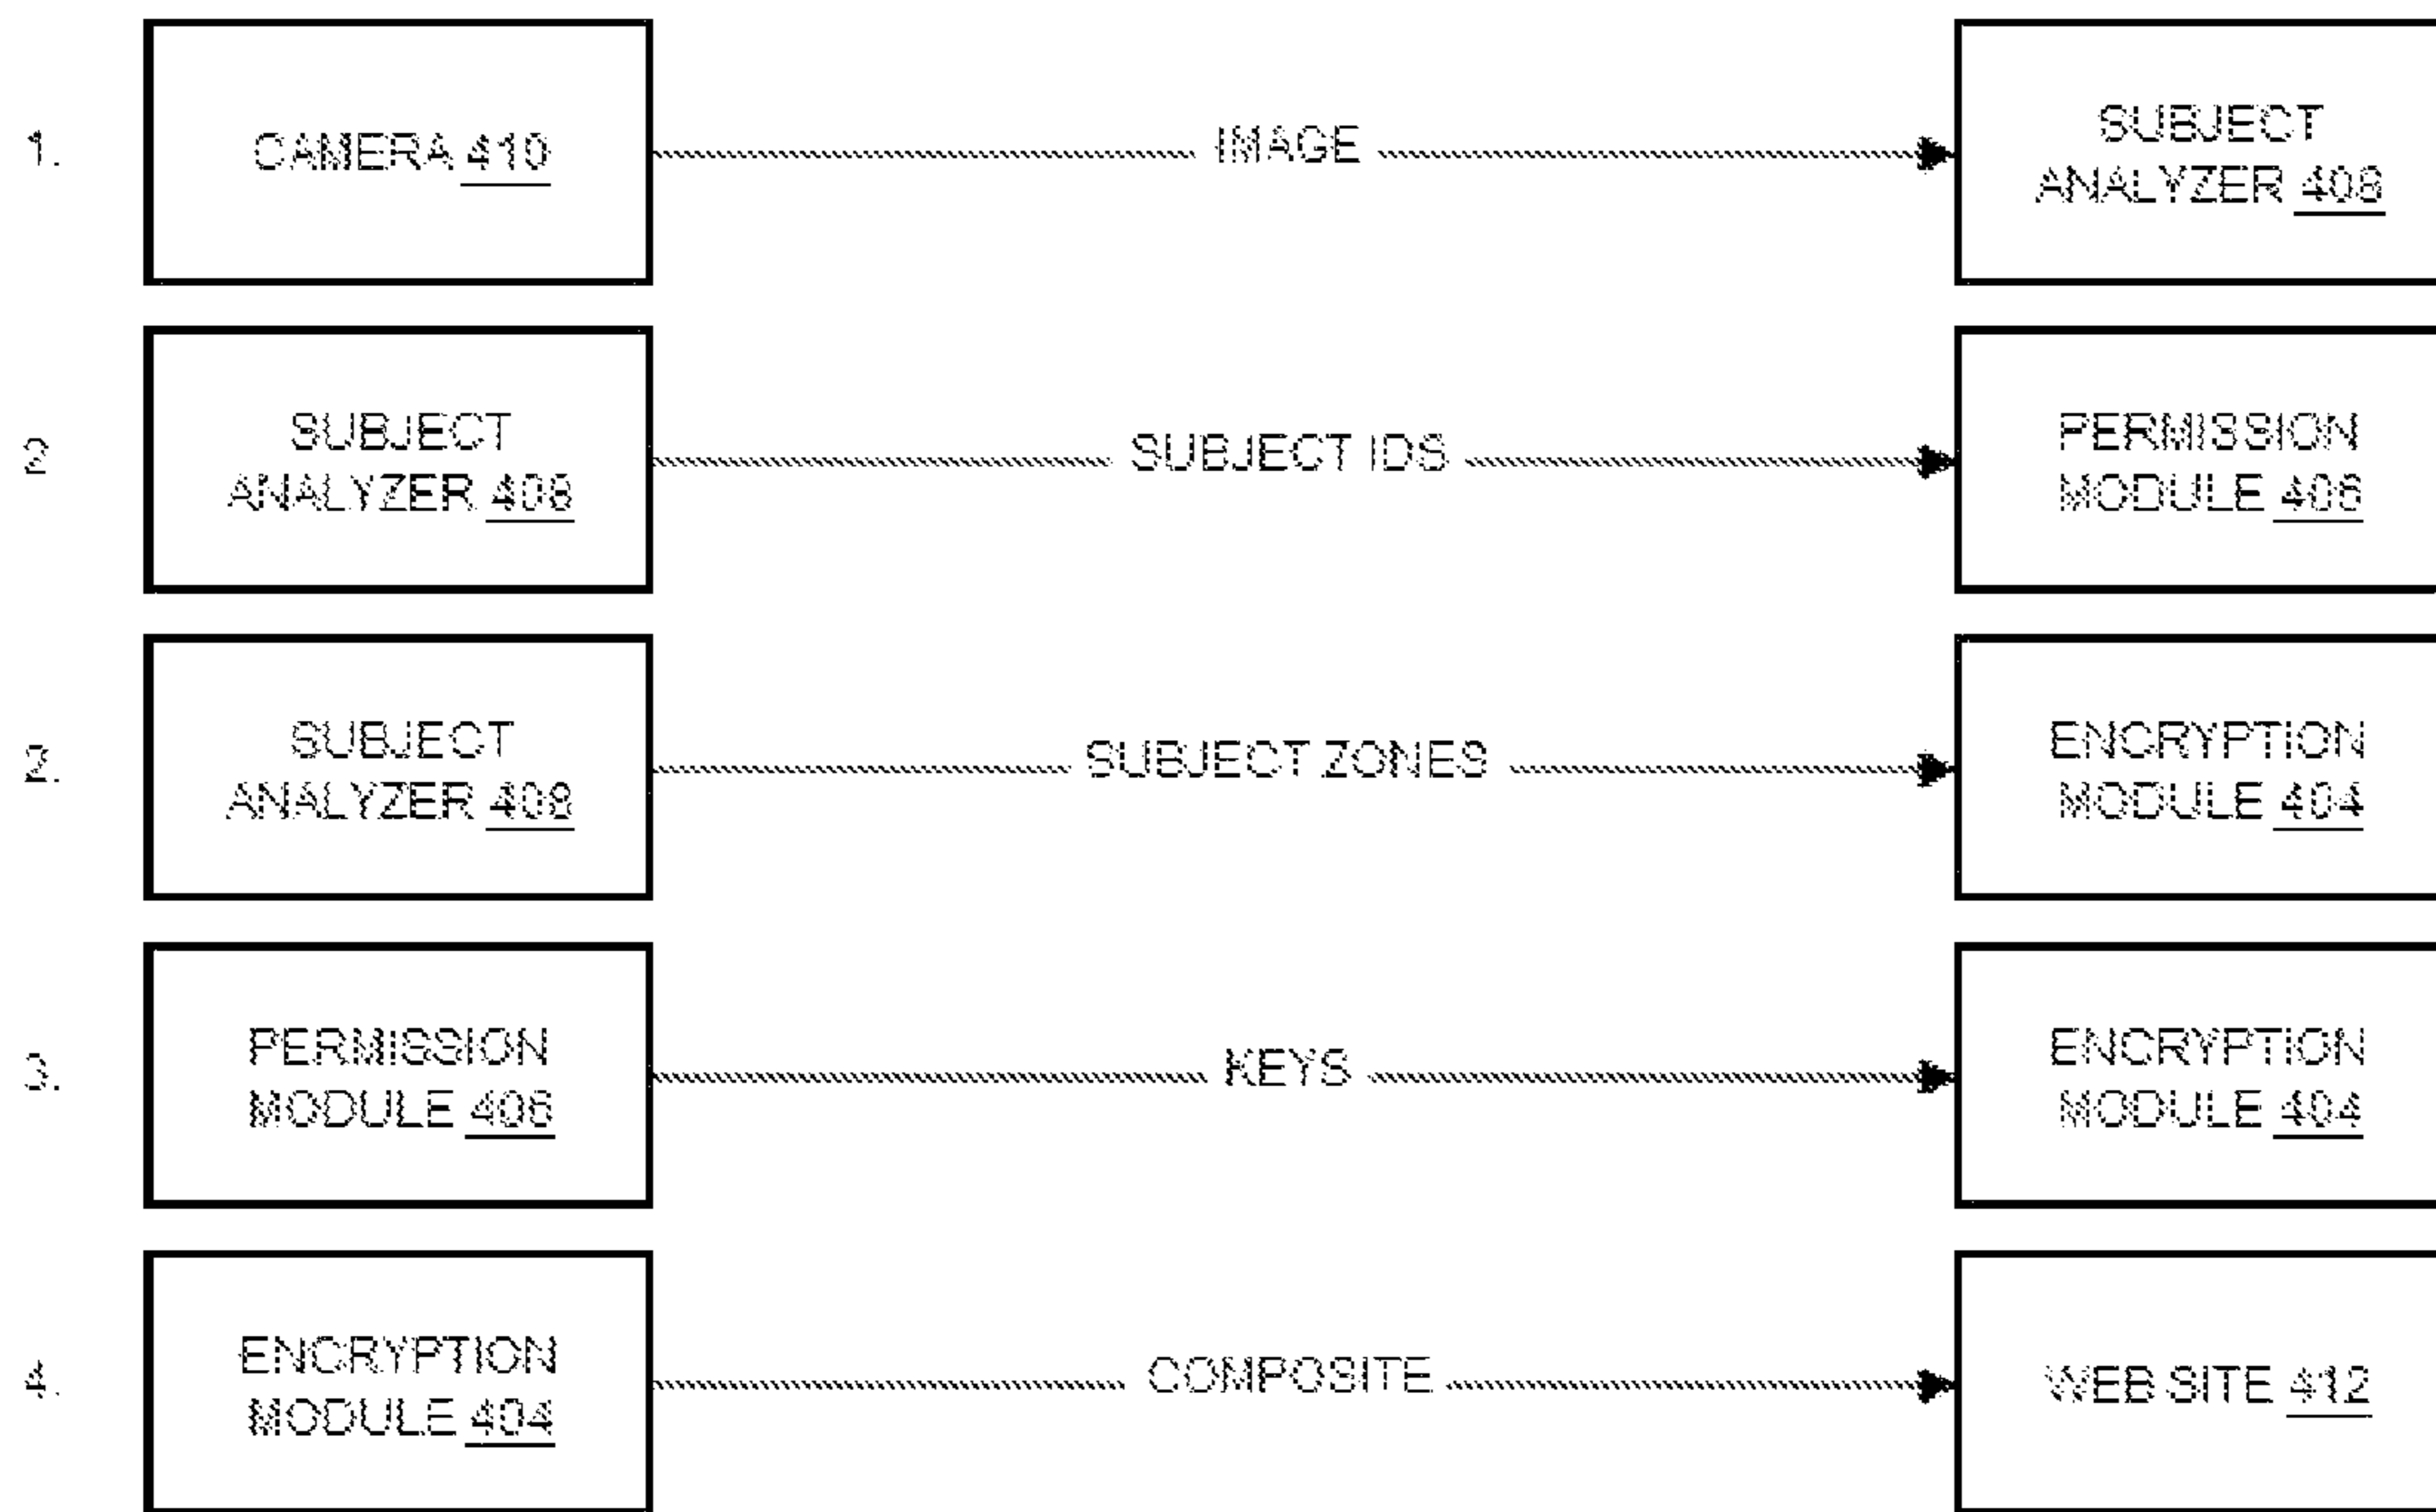 1.
CAMERA 410
IMAGE
SUBJECT
ANALYZER 408
2
SUBJECT
ANALYZER 408
SUBJECT IDS
PERMISSION
MODULE 406
2.
SUBJECT
ANALYZER 408
SUBJECT ZONES
ENCRYPTION
MODULE 404
3.
PERMISSION
MODULE 406
KEYS
ENCRYPTION
MODULE 404
4.
ENCRYPTION
MODULE 404
COMPOSITE
WEB SITE 412